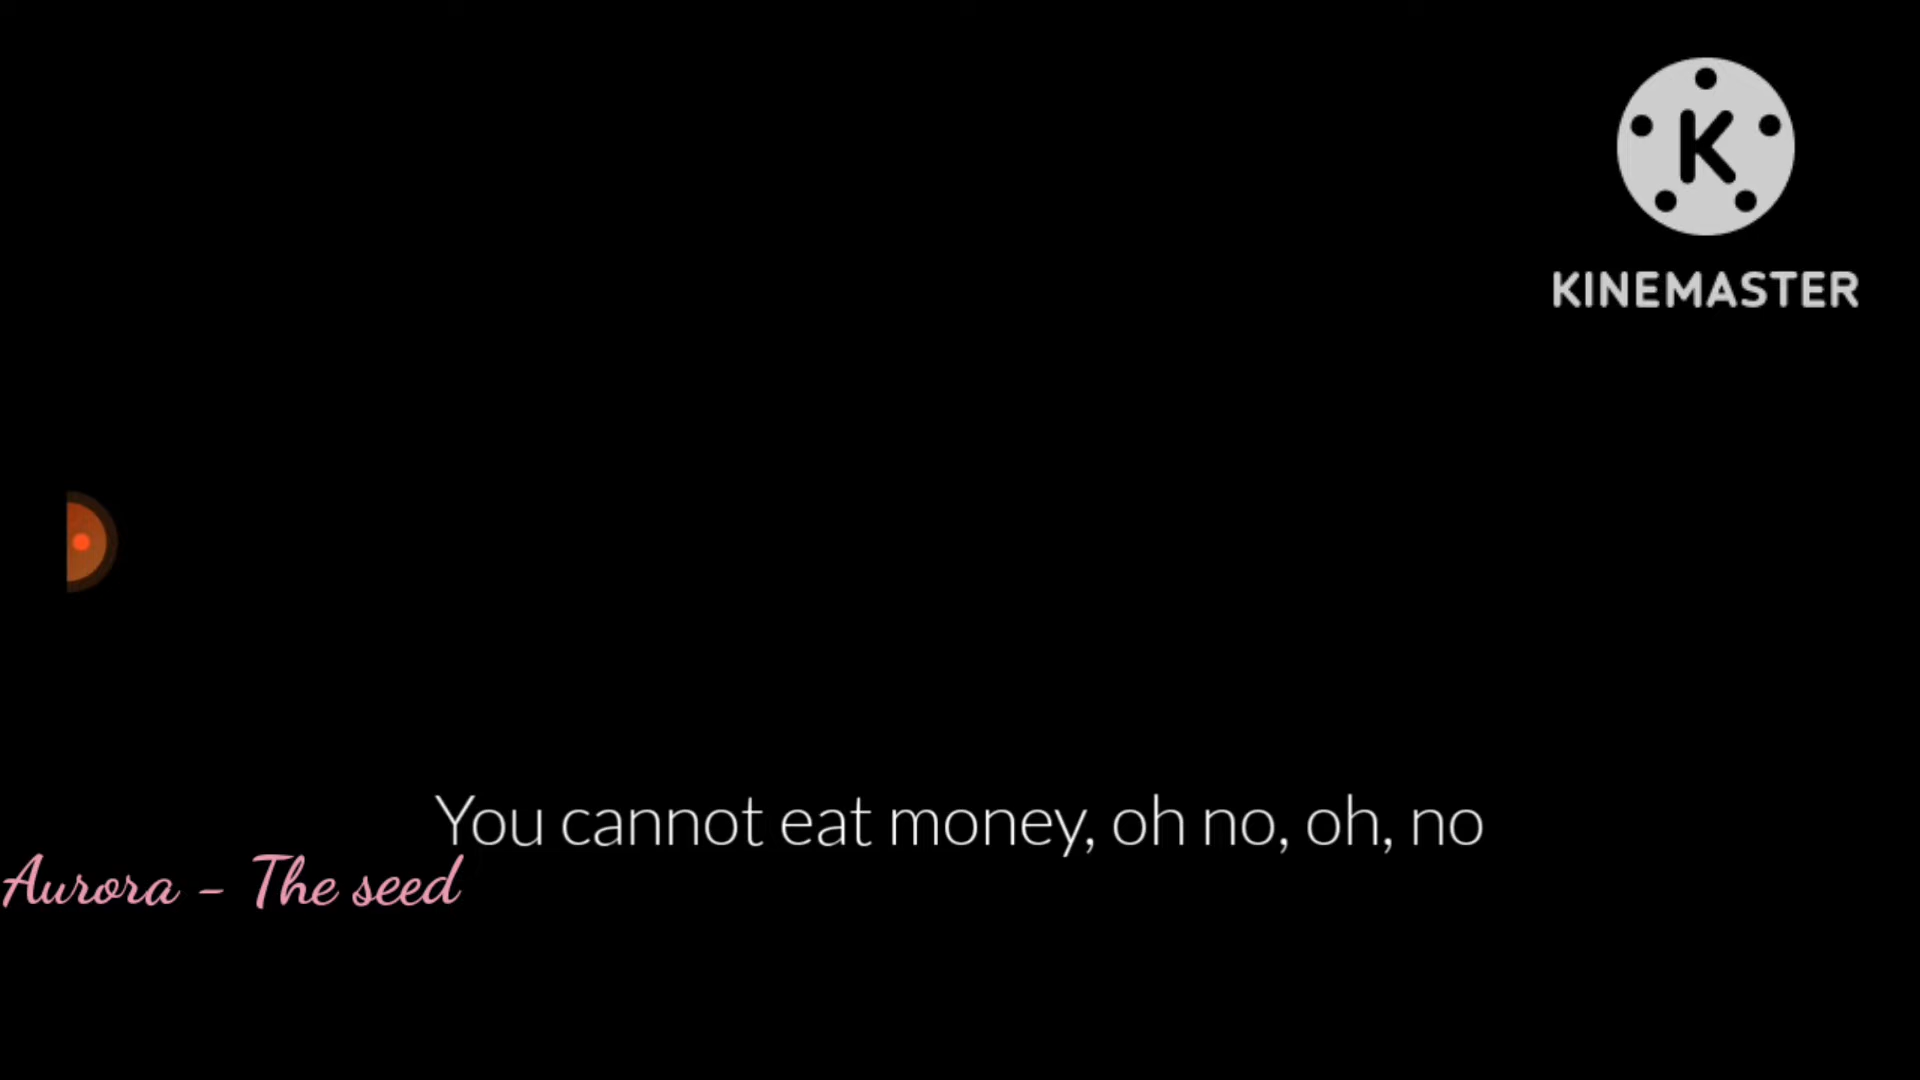 K
KINEMASTER
You cannot eat money, oh no, oh, no
Aurora - The seed